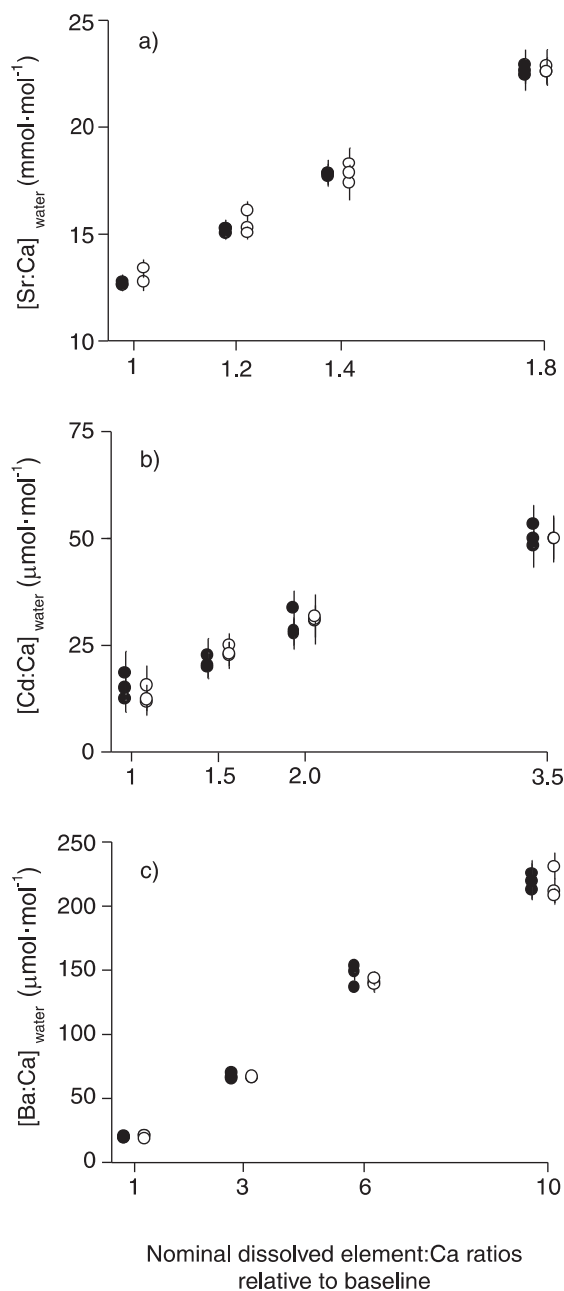 a)
25
20
15
10
[Sr:Ca] water (mmol·mol⁻¹)
1 1.2 1.4 1.8
b)
75
50
25
0
[Cd:Ca] water (μmol·mol⁻¹)
1 1.5 2.0 3.5
c)
250
200
150
100
50
0
[Ba:Ca] water (μmol·mol⁻¹)
1 3 6 10
Nominal dissolved element:Ca ratios
relative to baseline